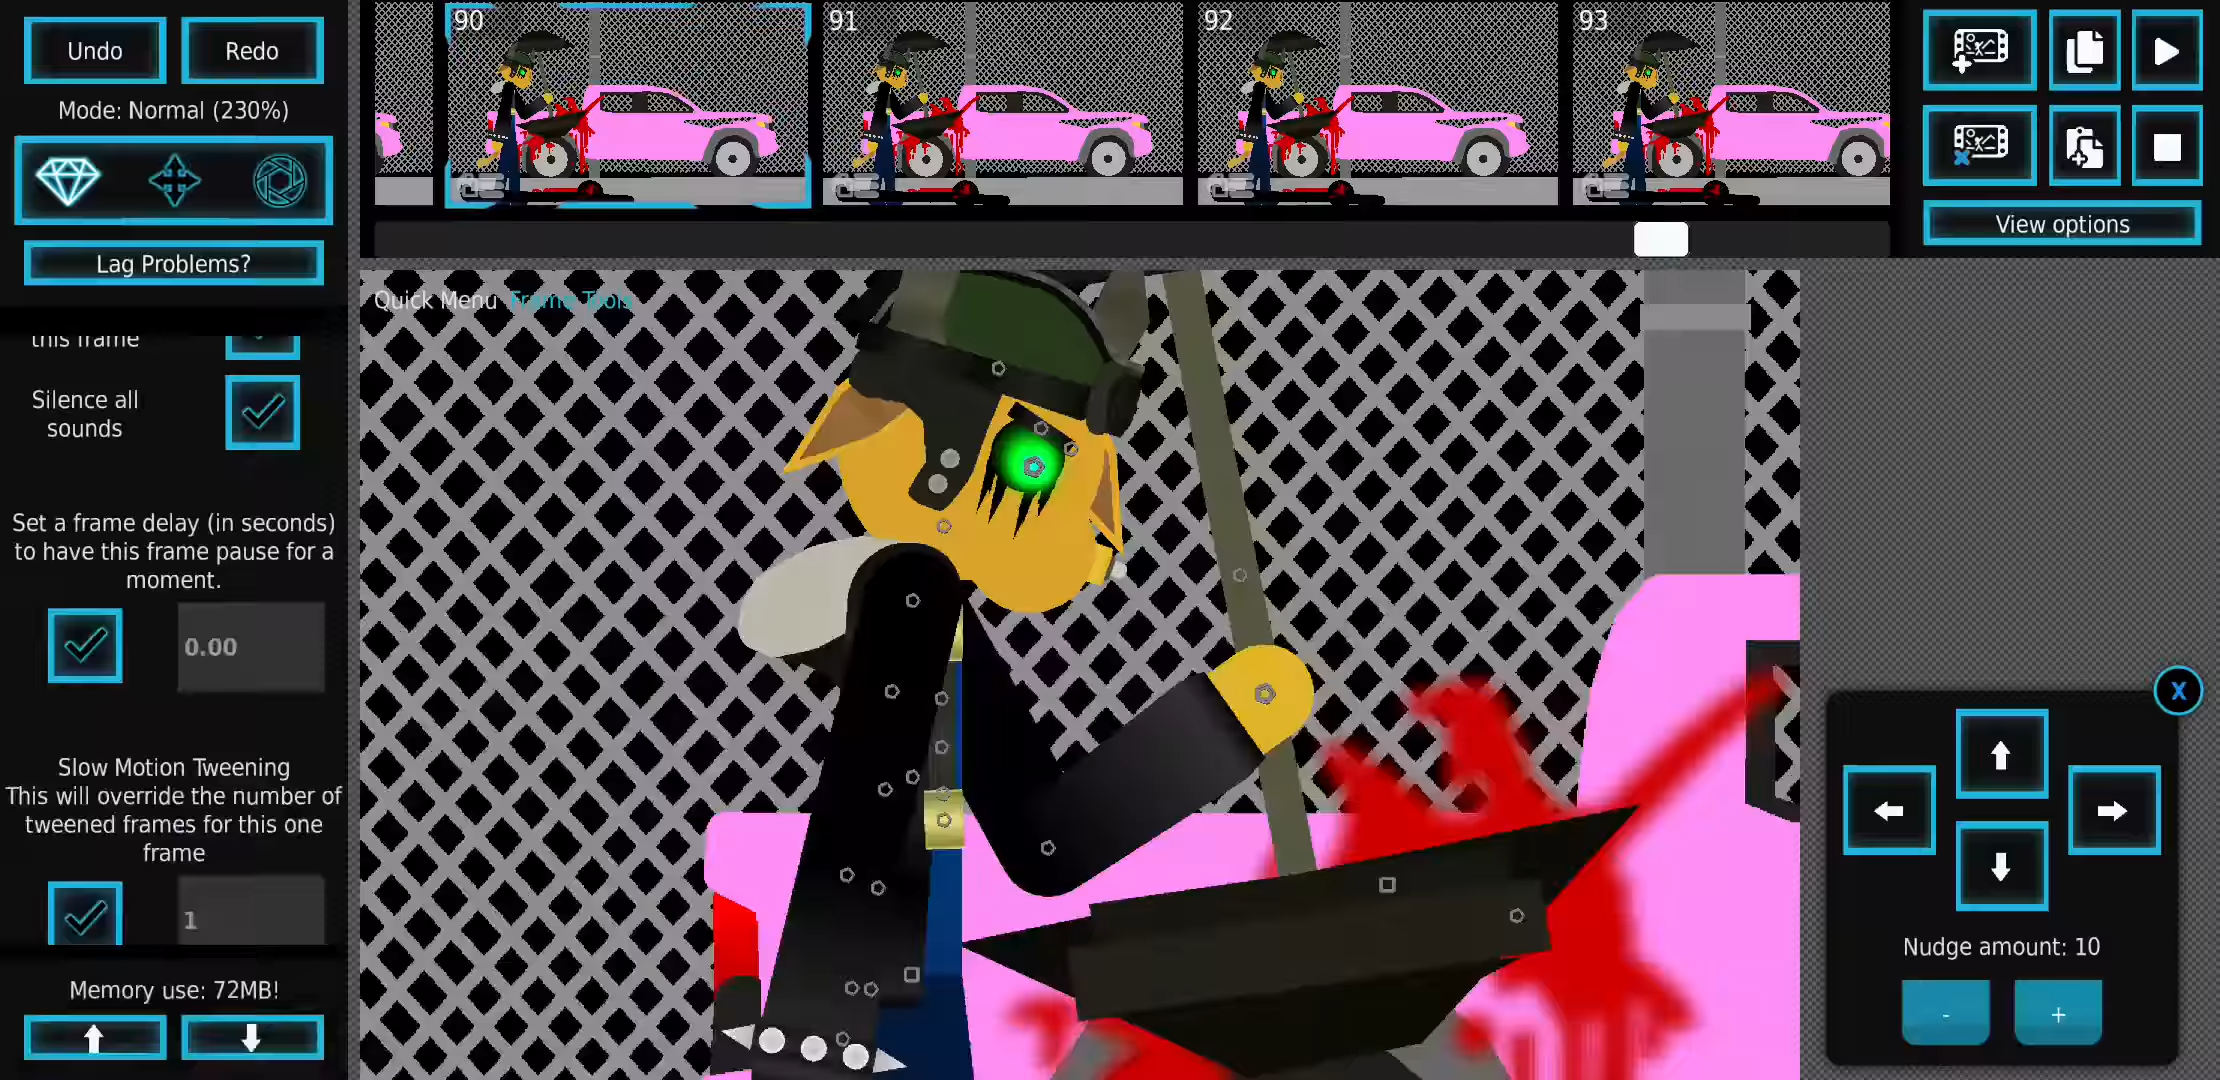 Undo
Redo
Mode: Normal (230%)
Lag Problems?
this frame
Silence all
sounds
Set a frame delay (in seconds)
to have this frame pause for a
moment.
0.00
Slow Motion Tweening
This will override the number of
tweened frames for this one
frame
1
Memory use: 72MB!
90
91
92
93
View options
Quick Menu
Frame Tools
X
Nudge amount: 10
-
+